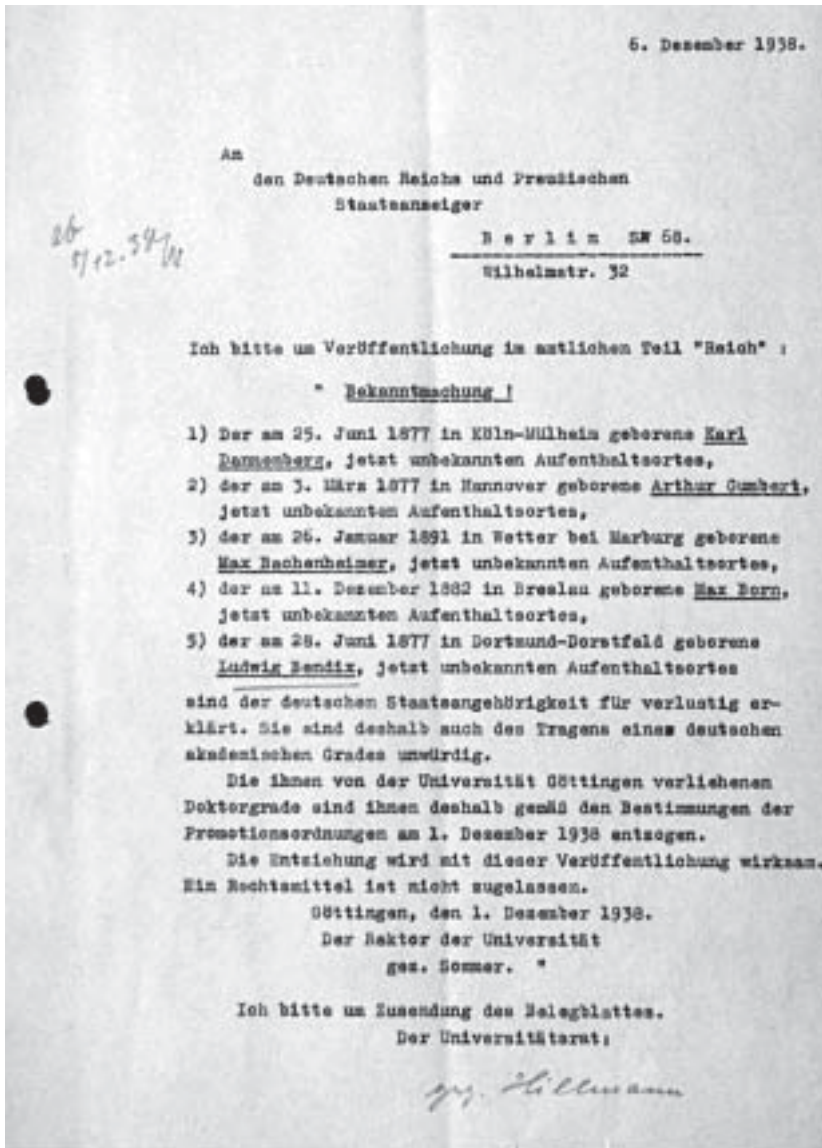 6. Dezember 1938.
An
den Deutschen Reichs und Preußischen
Staatsanzeiger
Berlin SW 68.
Wilhelmstr. 32
ab
Ich bitte um Veröffentlichung im amtlichen Teil "Reich" :
" Bekanntmachung !
1) Der am 25. Juni 1877 in Köln-Mülheim geborene Karl
Dannenberg, jetzt unbekannten Aufenthaltsortes,
2) der am 3. März 1877 in Hannover geborene Arthur Gumbert,
jetzt unbekannten Aufenthaltsortes,
3) der am 26. Januar 1891 in Wetter bei Marburg geborene
Max Bachenheimer, jetzt unbekannten Aufenthaltsortes,
4) der am 11. Dezember 1882 in Breslau geborene Max Born,
jetzt unbekannten Aufenthaltsortes,
5) der am 28. Juni 1877 in Dortmund-Dorstfeld geborene
Ludwig Bendix, jetzt unbekannten Aufenthaltsortes
sind der deutschen Staatsangehörigkeit für verlustig er-
klärt. Sie sind deshalb auch des Tragens eines deutschen
akademischen Grades unwürdig.
Die ihnen von der Universität Göttingen verliehenen
Doktorgrade sind ihnen deshalb gemäß den Bestimmungen der
Promotionsordnungen am 1. Dezember 1938 entzogen.
Die Entziehung wird mit dieser Veröffentlichung wirksam.
Ein Rechtsmittel ist nicht zugelassen.
Göttingen, den 1. Dezember 1938.
Der Rektor der Universität
gez. Sommer. "
Ich bitte um Zusendung des Belegblattes.
Der Universitätsrat:
gez. Hillmann